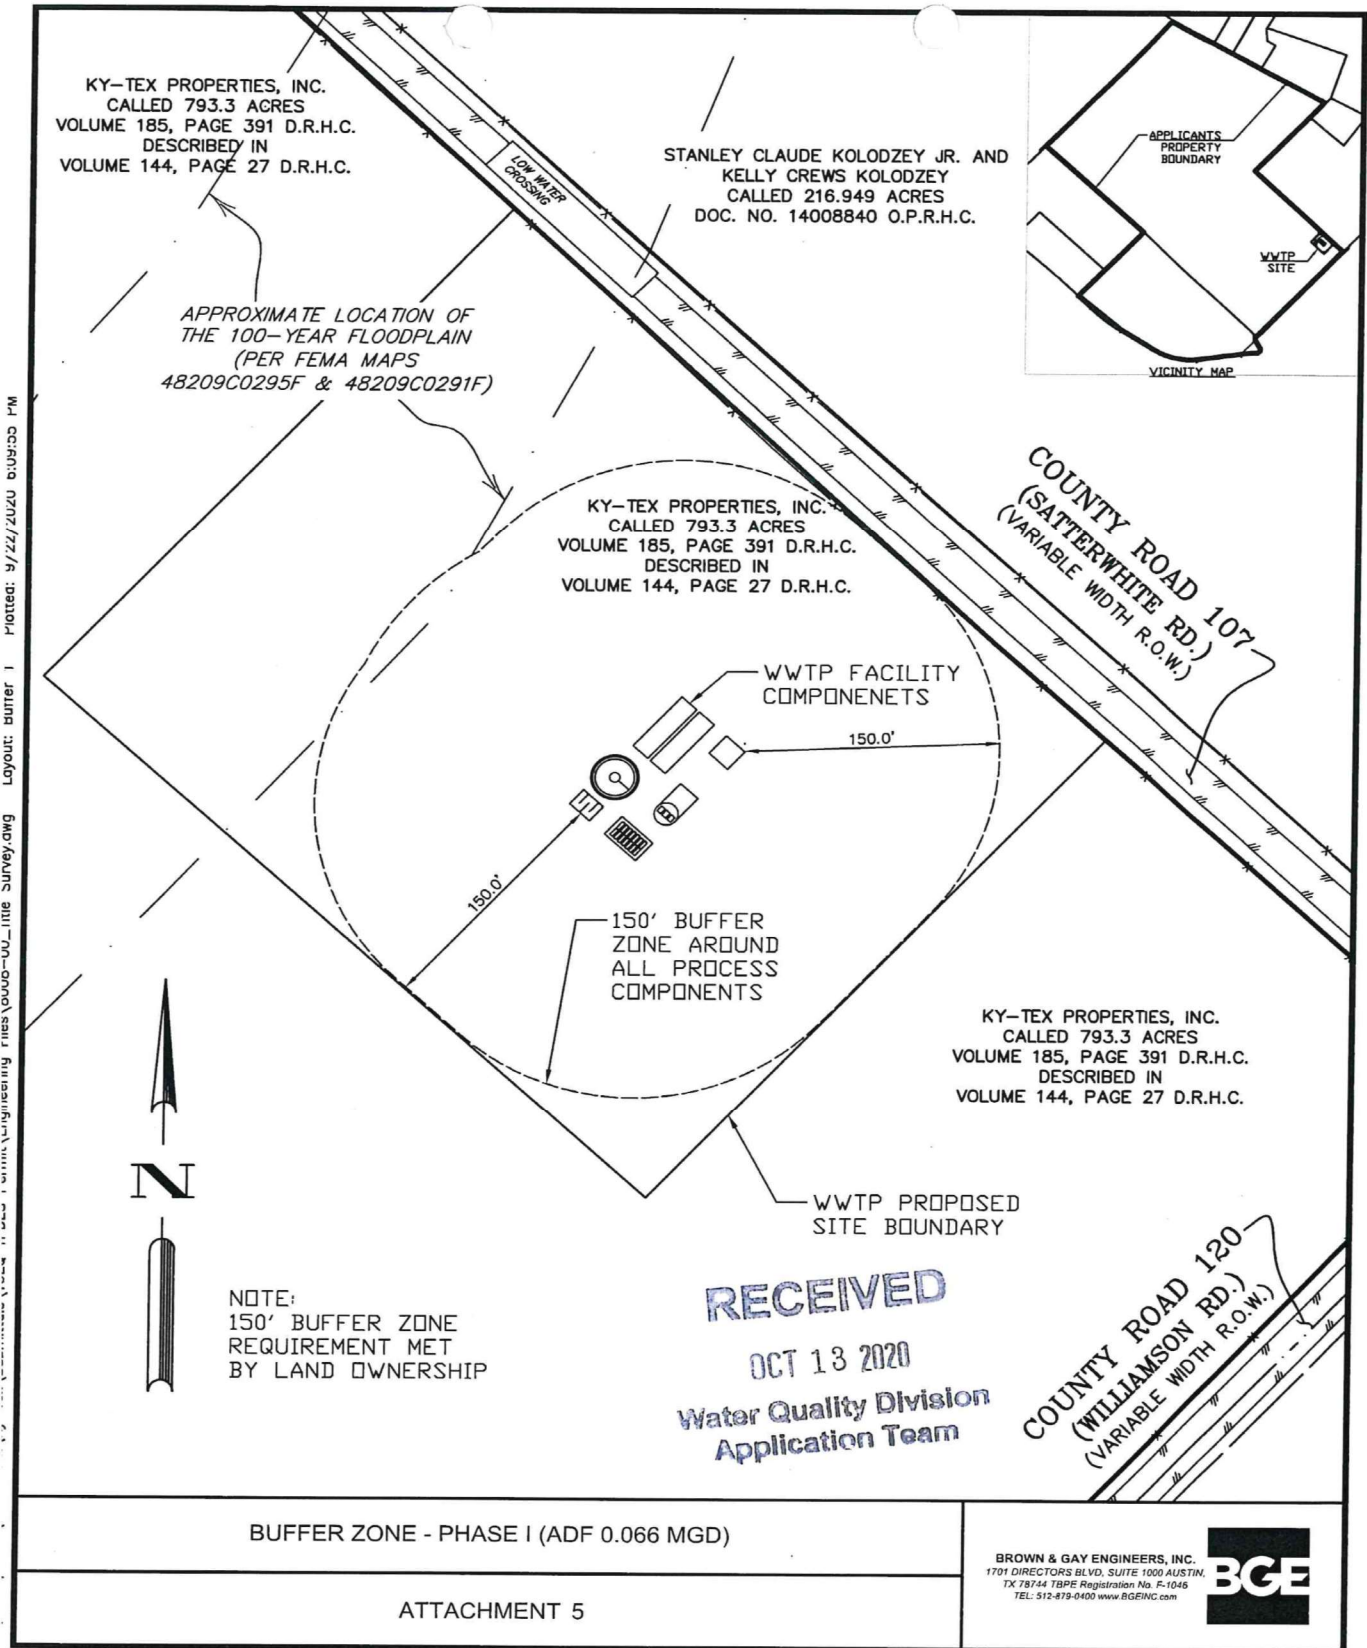 KY-TEX PROPERTIES, INC.
CALLED 793.3 ACRES
VOLUME 185, PAGE 391 D.R.H.C.
DESCRIBED IN
VOLUME 144, PAGE 27 D.R.H.C.
LOW WATER
CROSSING
STANLEY CLAUDE KOLODZEY JR. AND
KELLY CREWS KOLODZEY
CALLED 216.949 ACRES
DOC. NO. 14008840 O.P.R.H.C.
APPLICANTS
PROPERTY
BOUNDARY
WWTP
SITE
VICINITY MAP
APPROXIMATE LOCATION OF
THE 100-YEAR FLOODPLAIN
(PER FEMA MAPS
48209C0295F & 48209C0291F)
KY-TEX PROPERTIES, INC.
CALLED 793.3 ACRES
VOLUME 185, PAGE 391 D.R.H.C.
DESCRIBED IN
VOLUME 144, PAGE 27 D.R.H.C.
COUNTY ROAD 107
(SATTERWHITE RD.)
(VARIABLE WIDTH R.O.W.)
WWTP FACILITY
COMPONENETS
150.0'
150.0'
150' BUFFER
ZONE AROUND
ALL PROCESS
COMPONENTS
KY-TEX PROPERTIES, INC.
CALLED 793.3 ACRES
VOLUME 185, PAGE 391 D.R.H.C.
DESCRIBED IN
VOLUME 144, PAGE 27 D.R.H.C.
N
WWTP PROPOSED
SITE BOUNDARY
COUNTY ROAD 120
(WILLIAMSON RD.)
(VARIABLE WIDTH R.O.W.)
NOTE:
150' BUFFER ZONE
REQUIREMENT MET
BY LAND OWNERSHIP
RECEIVED
OCT 13 2020
Water Quality Division
Application Team
BUFFER ZONE - PHASE I (ADF 0.066 MGD)
ATTACHMENT 5
BROWN & GAY ENGINEERS, INC.
1701 DIRECTORS BLVD, SUITE 1000 AUSTIN,
TX 78744 TBPE Registration No. F-1046
TEL: 512-879-0400 www.BGEINC.com
BGE
Survey.dwg Layout: Buffer 1 Plotted: 9/22/2020